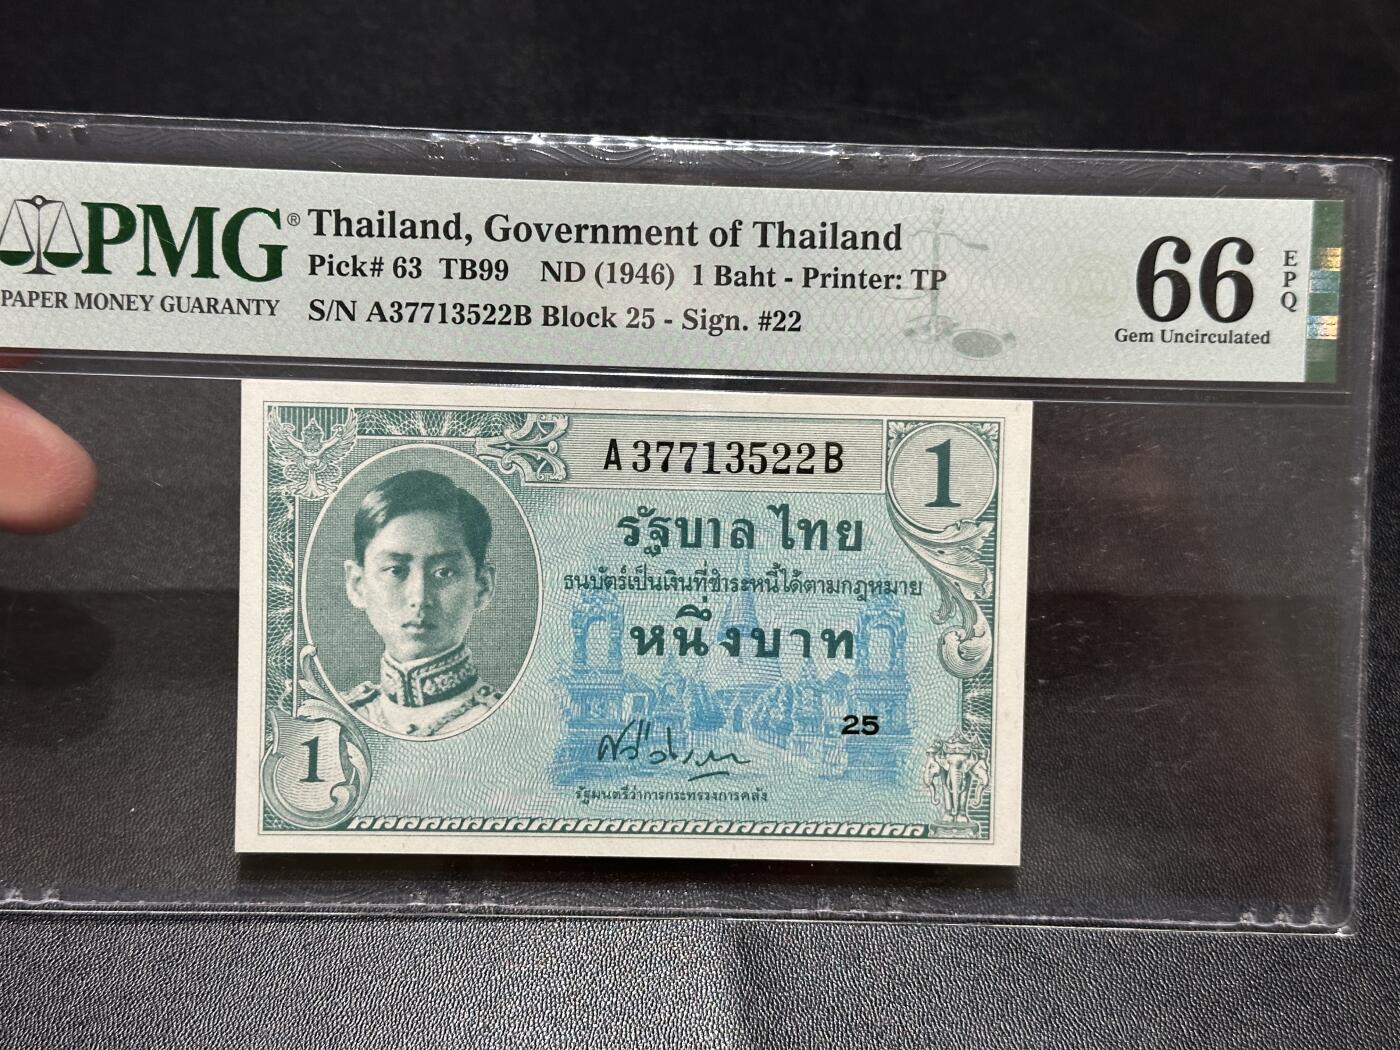 PMG®
PAPER MONEY GUARANTY
Thailand, Government of Thailand
Pick# 63 TB99 ND (1946) 1 Baht - Printer: TP
S/N A37713522B Block 25 - Sign. #22
66
EPQ
Gem Uncirculated
A37713522B
1
รัฐบาลไทย
ธนบัตร์เป็นเงินที่ชำระหนี้ได้ตามกฎหมาย
หนึ่งบาท
25
1
รัฐมนตรีว่าการกระทรวงการคลัง